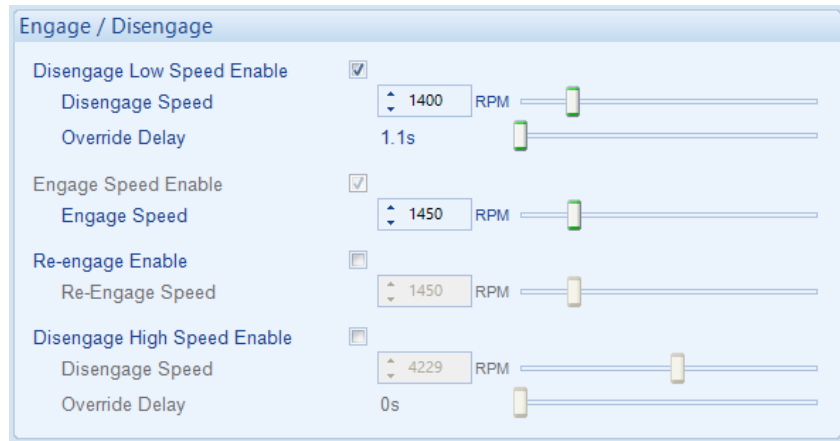 Engage / Disengage
Disengage Low Speed Enable
Disengage Speed 1400 RPM
Override Delay 1.1s
Engage Speed Enable
Engage Speed 1450 RPM
Re-engage Enable
Re-Engage Speed 1450 RPM
Disengage High Speed Enable
Disengage Speed 4229 RPM
Override Delay 0s